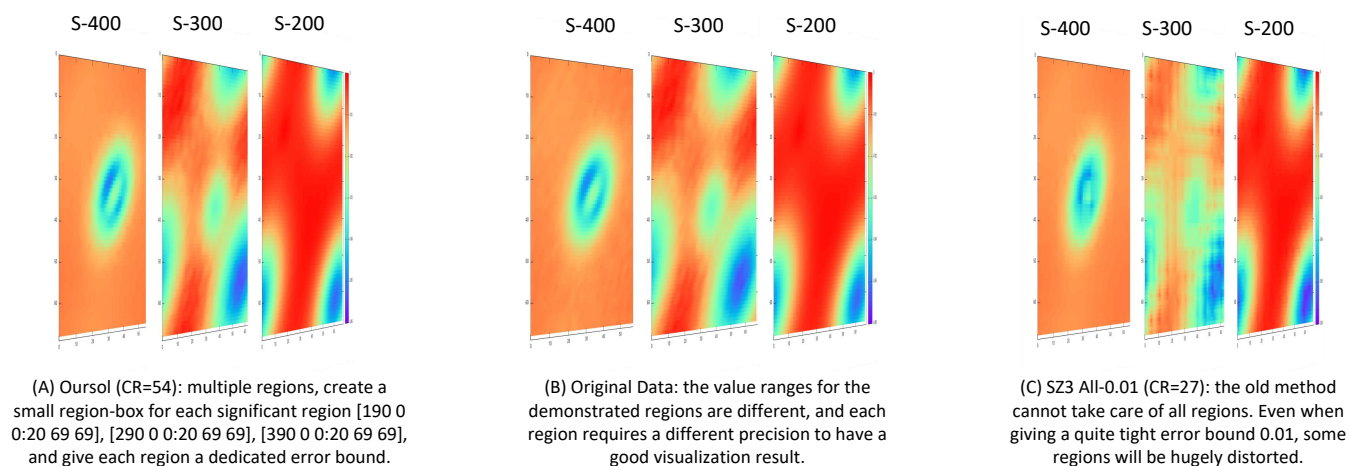 S-400 S-300 S-200
(A) Oursol (CR=54): multiple regions, create a
small region-box for each significant region [190 0
0:20 69 69], [290 0 0:20 69 69], [390 0 0:20 69 69],
and give each region a dedicated error bound.
S-400 S-300 S-200
(B) Original Data: the value ranges for the
demonstrated regions are different, and each
region requires a different precision to have a
good visualization result.
S-400 S-300 S-200
(C) SZ3 All-0.01 (CR=27): the old method
cannot take care of all regions. Even when
giving a quite tight error bound 0.01, some
regions will be hugely distorted.